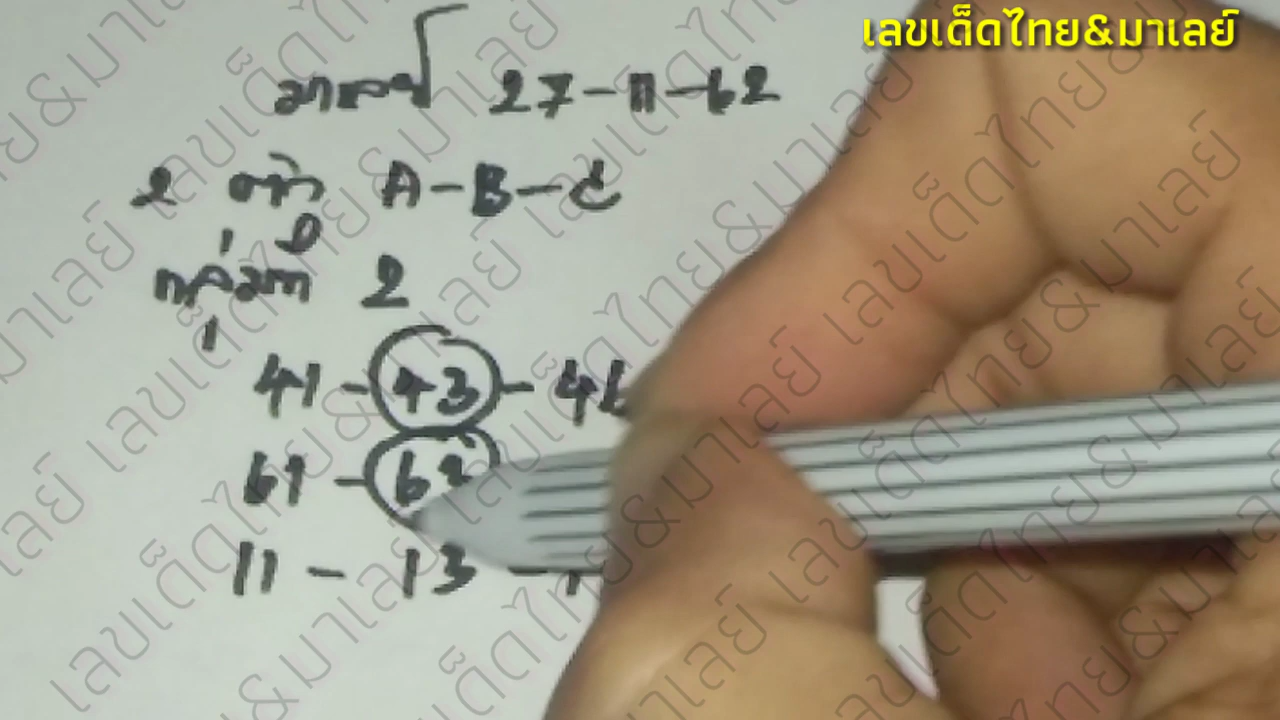 เลขเด็ดไทย&มาเลย์
มาเลย์ 27-11-62
2 ตัว A-B-C
กลุ่ม 2
41-43-46
61-62
11-13-1